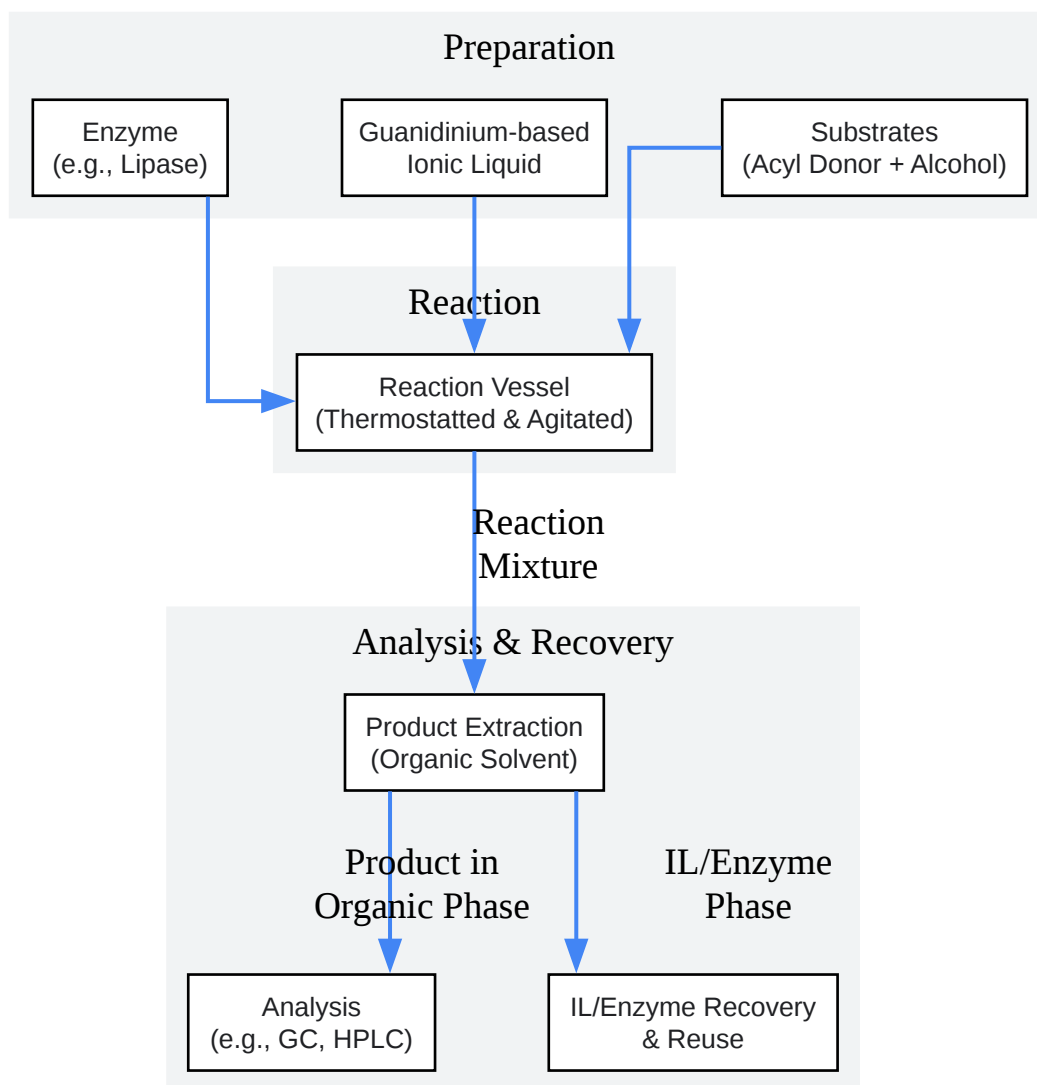 Preparation
Enzyme
(e.g., Lipase)
Guanidinium-based
Ionic Liquid
Substrates
(Acyl Donor + Alcohol)
Reaction
Reaction Vessel
(Thermostatted & Agitated)
Reaction
Mixture
Analysis & Recovery
Product Extraction
(Organic Solvent)
Product in
Organic Phase
IL/Enzyme
Phase
Analysis
(e.g., GC, HPLC)
IL/Enzyme Recovery
& Reuse